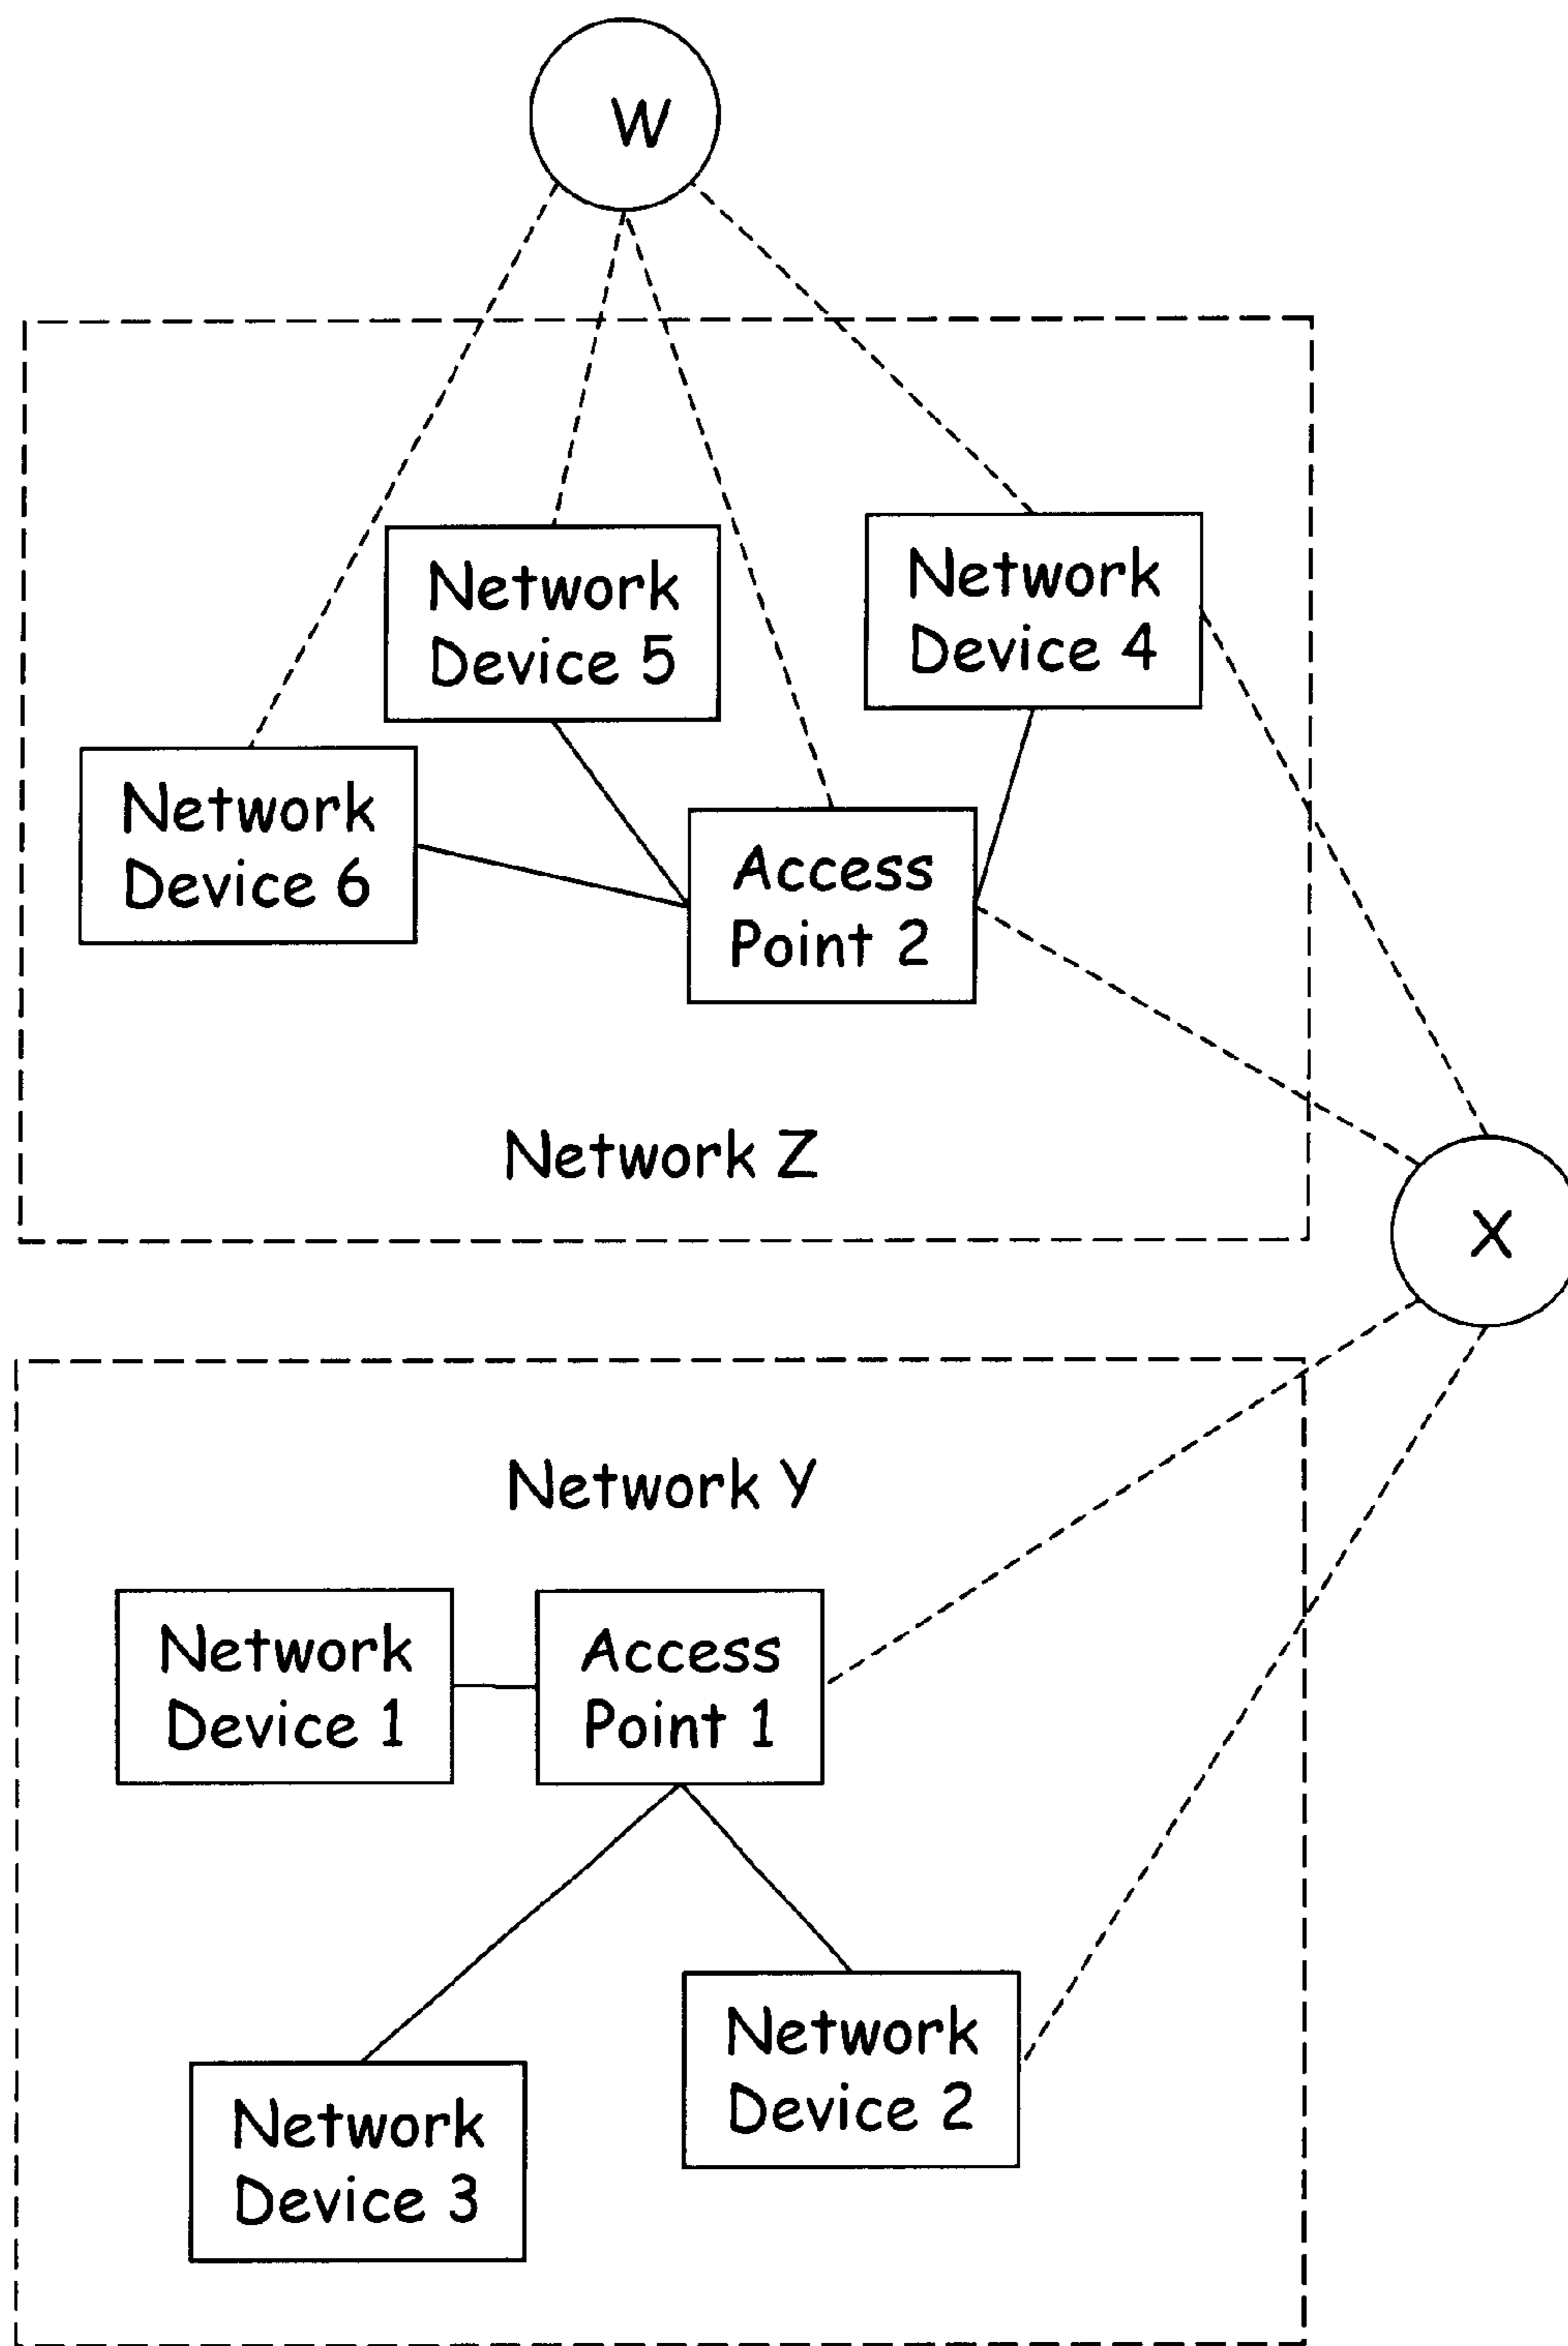 W
Network
Device 5
Network
Device 4
Network
Device 6
Access
Point 2
Network Z
X
Network Y
Network
Device 1
Access
Point 1
Network
Device 2
Network
Device 3